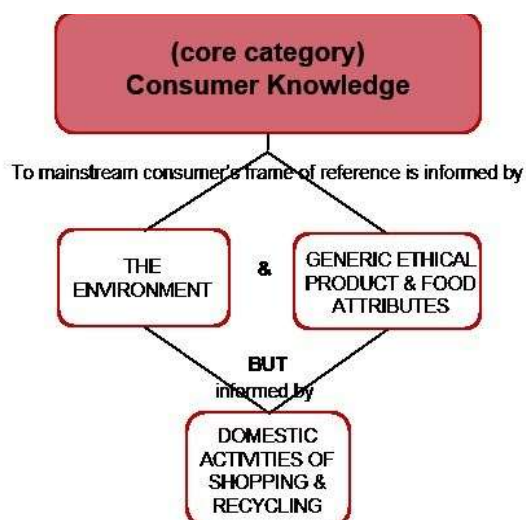 (core category)
Consumer Knowledge
To mainstream consumer's frame of reference is informed by
THE
ENVIRONMENT
&
GENERIC ETHICAL
PRODUCT & FOOD
ATTRIBUTES
BUT
informed by
DOMESTIC
ACTIVITIES OF
SHOPPING &
RECYCLING